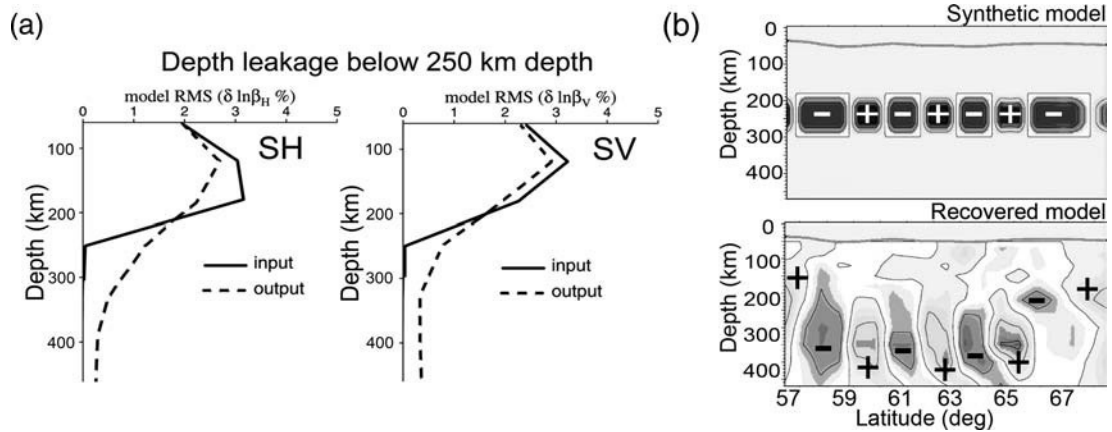 (a)
Depth leakage below 250 km depth
model RMS (δ lnβH %)
0 1 2 3 4 5
SH
Depth (km)
100
200
300
400
input
output
model RMS (δ lnβV %)
0 1 2 3 4 5
SV
Depth (km)
100
200
300
400
input
output
(b)
Synthetic model
Depth (km)
0
100
200
300
400
− + − + − + −
Recovered model
Depth (km)
0
100
200
300
400
+ − + − + − + − +
57 59 61 63 65 67
Latitude (deg)